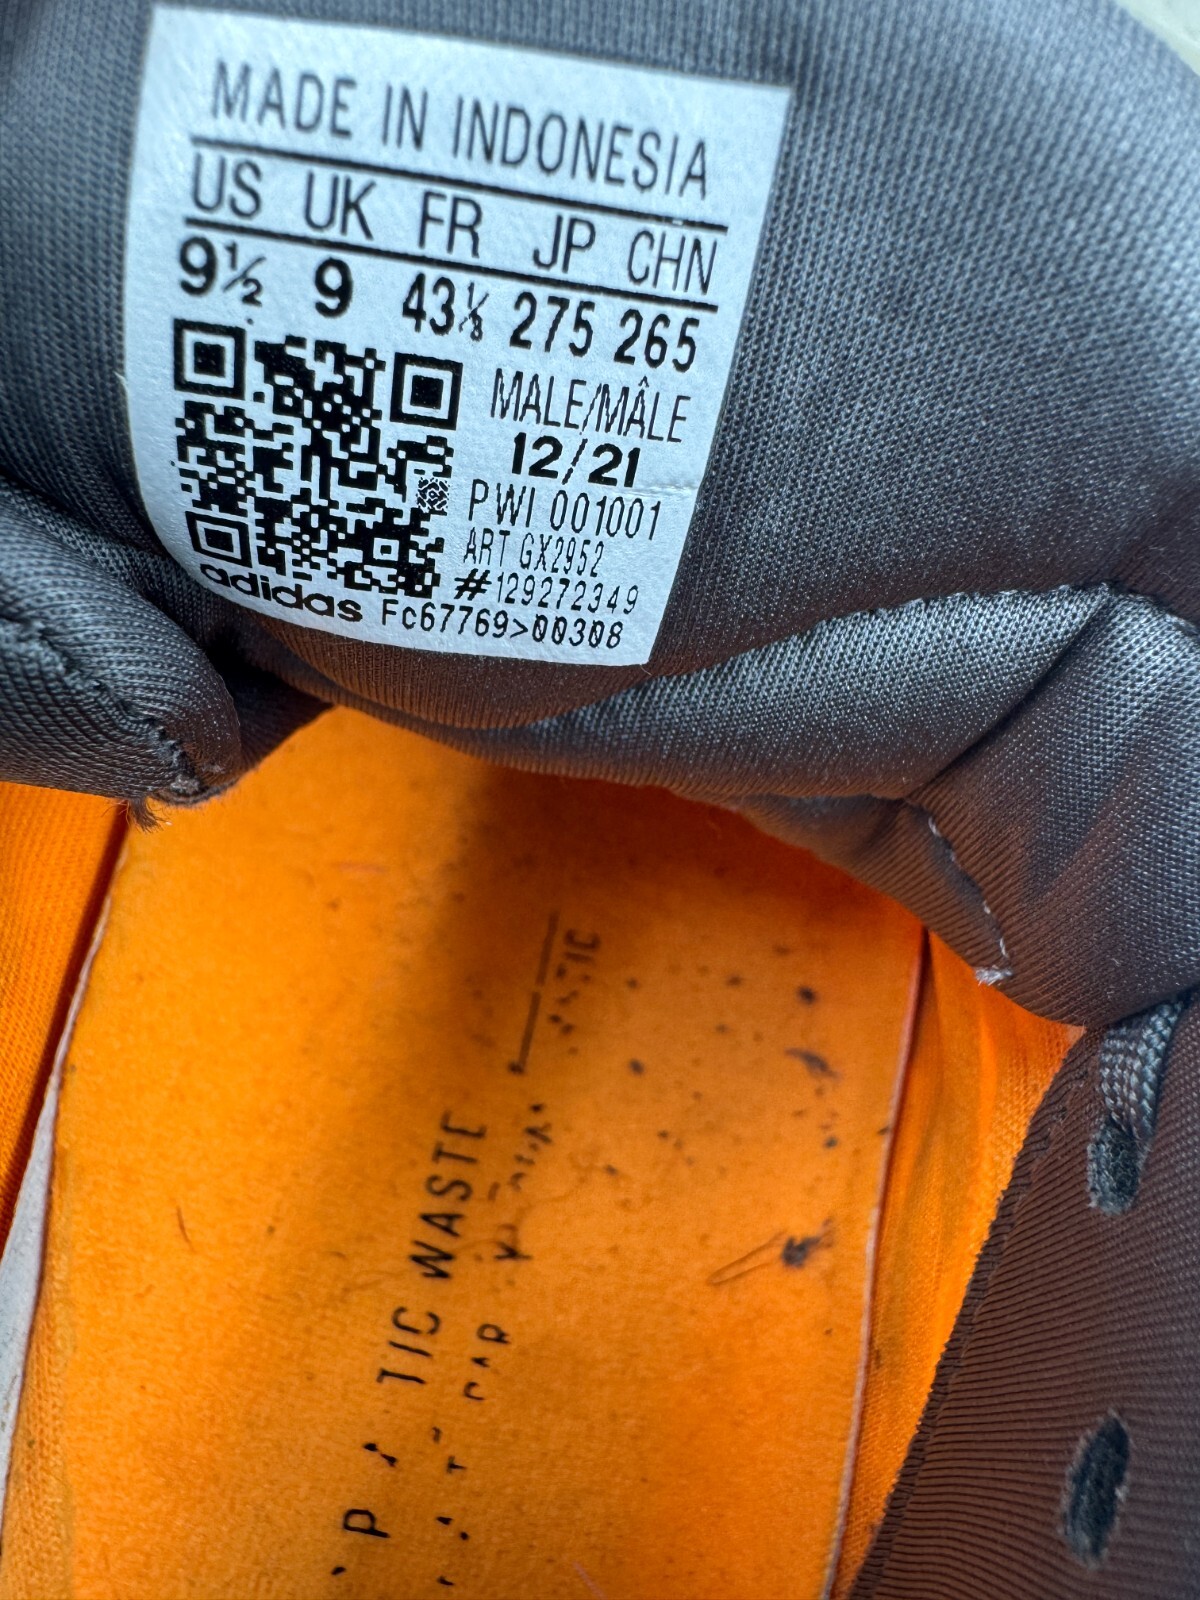 MADE IN INDONESIA
US UK FR JP CHN
9½ 9 43⅓ 275 265
MALE/MÂLE
12/21
PWI 001001
ART GX2952
#129272349
adidas Fc67769>00308
WASTE